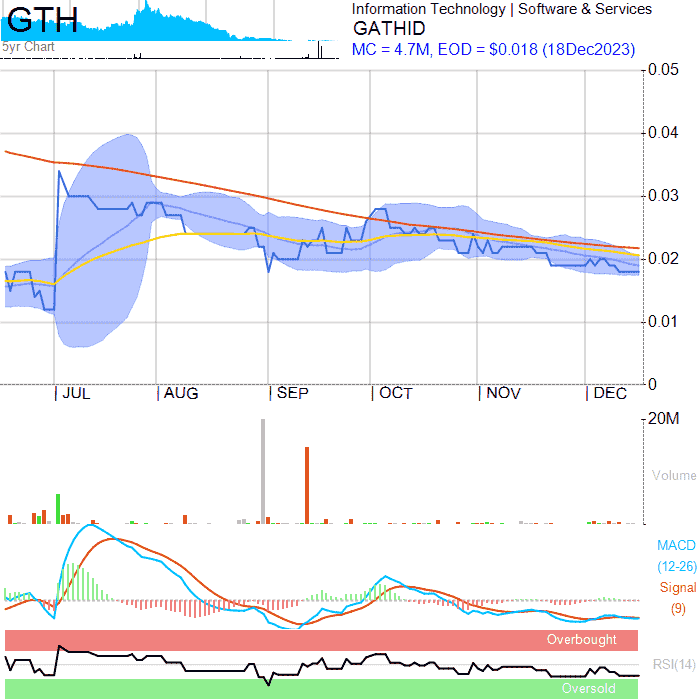 GTH
5yr Chart
Information Technology | Software & Services
GATHID
MC = 4.7M, EOD = $0.018 (18Dec2023)
0.05
0.04
0.03
0.02
0.01
0
JUL AUG SEP OCT NOV DEC
20M
Volume
MACD
(12-26)
Signal
(9)
Overbought
RSI(14)
Oversold